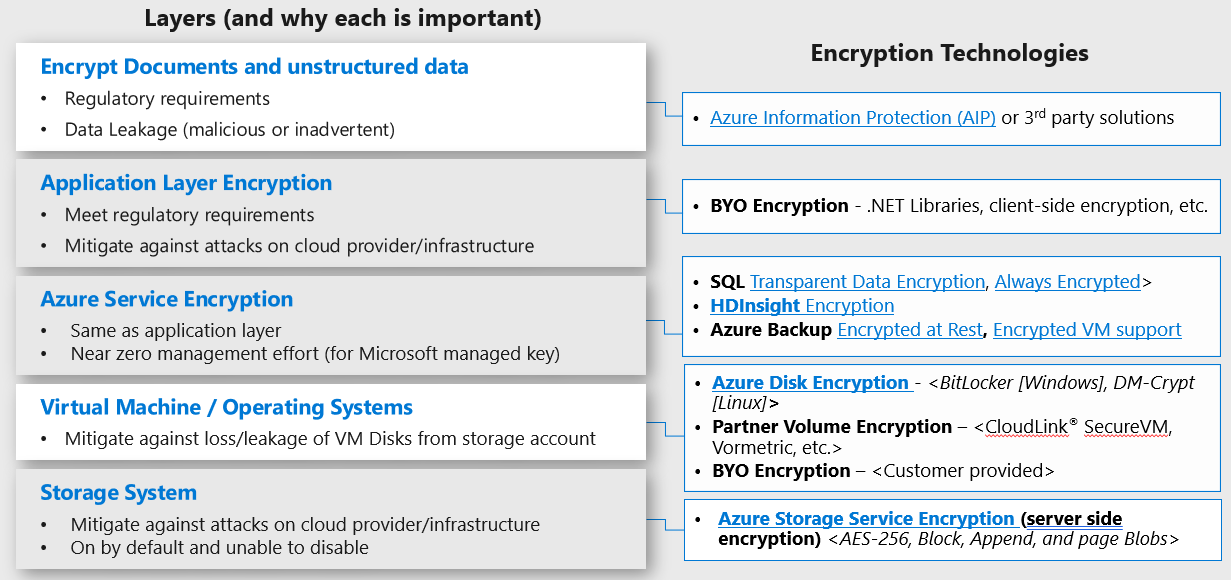 Layers (and why each is important)
Encrypt Documents and unstructured data
• Regulatory requirements
• Data Leakage (malicious or inadvertent)
Application Layer Encryption
• Meet regulatory requirements
• Mitigate against attacks on cloud provider/infrastructure
Azure Service Encryption
• Same as application layer
• Near zero management effort (for Microsoft managed key)
Virtual Machine / Operating Systems
• Mitigate against loss/leakage of VM Disks from storage account
Storage System
• Mitigate against attacks on cloud provider/infrastructure
• On by default and unable to disable
Encryption Technologies
• Azure Information Protection (AIP) or 3rd party solutions
• BYO Encryption - .NET Libraries, client-side encryption, etc.
• SQL Transparent Data Encryption, Always Encrypted>
• HDInsight Encryption
• Azure Backup Encrypted at Rest, Encrypted VM support
• Azure Disk Encryption - <BitLocker [Windows], DM-Crypt
[Linux]>
• Partner Volume Encryption – <CloudLink® SecureVM,
Vormetric, etc.>
• BYO Encryption – <Customer provided>
• Azure Storage Service Encryption (server side
encryption) <AES-256, Block, Append, and page Blobs>